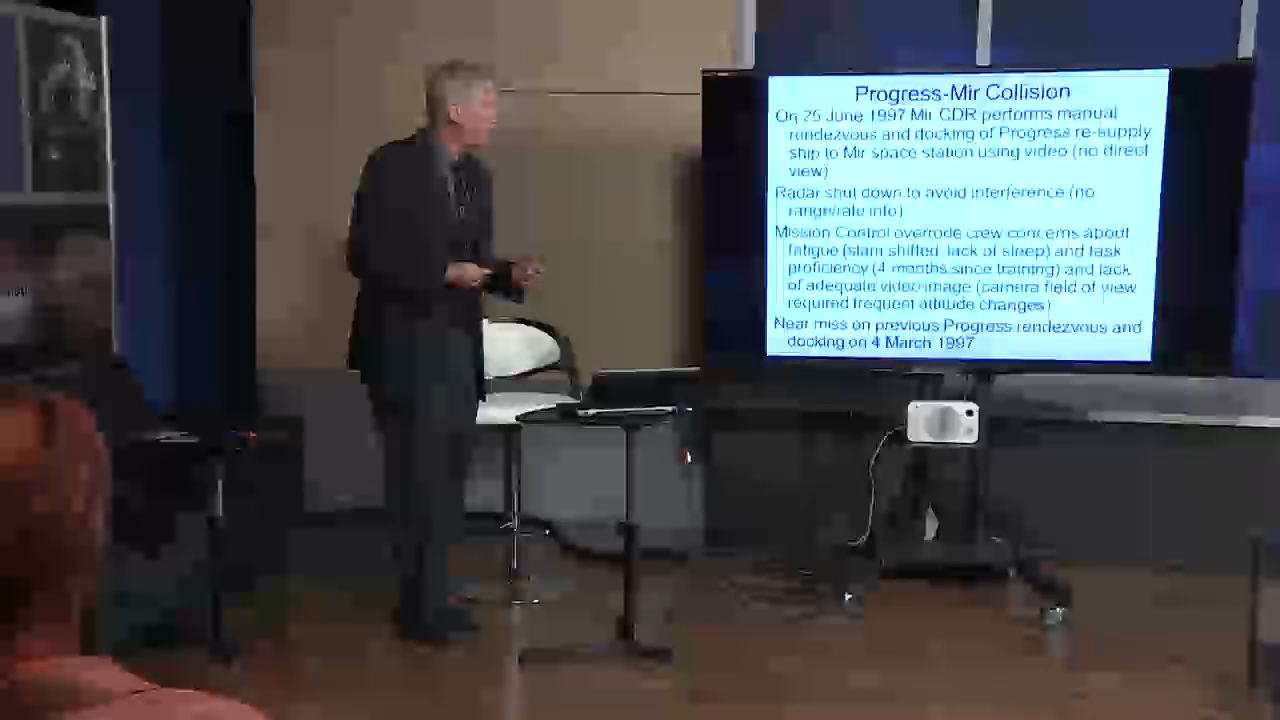 Progress-Mir Collision
On 25 June 1997 Mir CDR performs manual
rendezvous and docking of Progress re-supply
ship to Mir space station using video (no direct
view)
Radar shut down to avoid interference (no
range/rate info)
Mission Control overrode crew concerns about
fatigue (slam shifted, lack of sleep) and task
proficiency (4 months since training) and lack
of adequate video image (camera field of view
required frequent attitude changes)
Near miss on previous Progress rendezvous and
docking on 4 March 1997